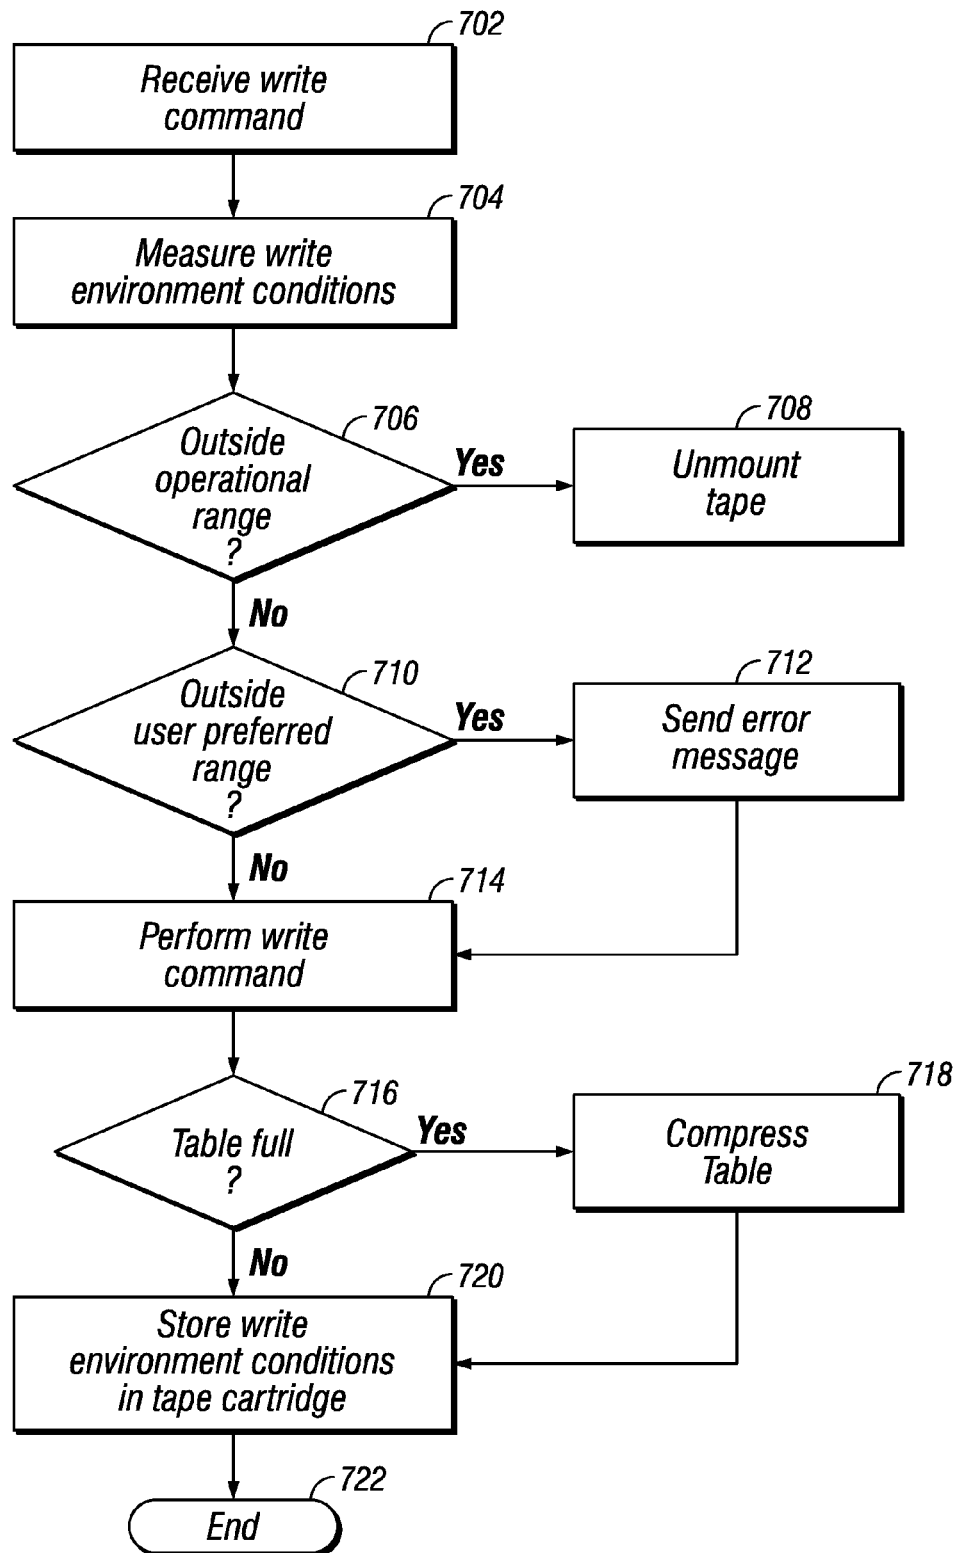 702
Receive write
command
704
Measure write
environment conditions
706
Outside
operational
range
?
Yes
708
Unmount
tape
No
710
Outside
user preferred
range
?
Yes
712
Send error
message
No
714
Perform write
command
716
Table full
?
Yes
718
Compress
Table
No
720
Store write
environment conditions
in tape cartridge
722
End